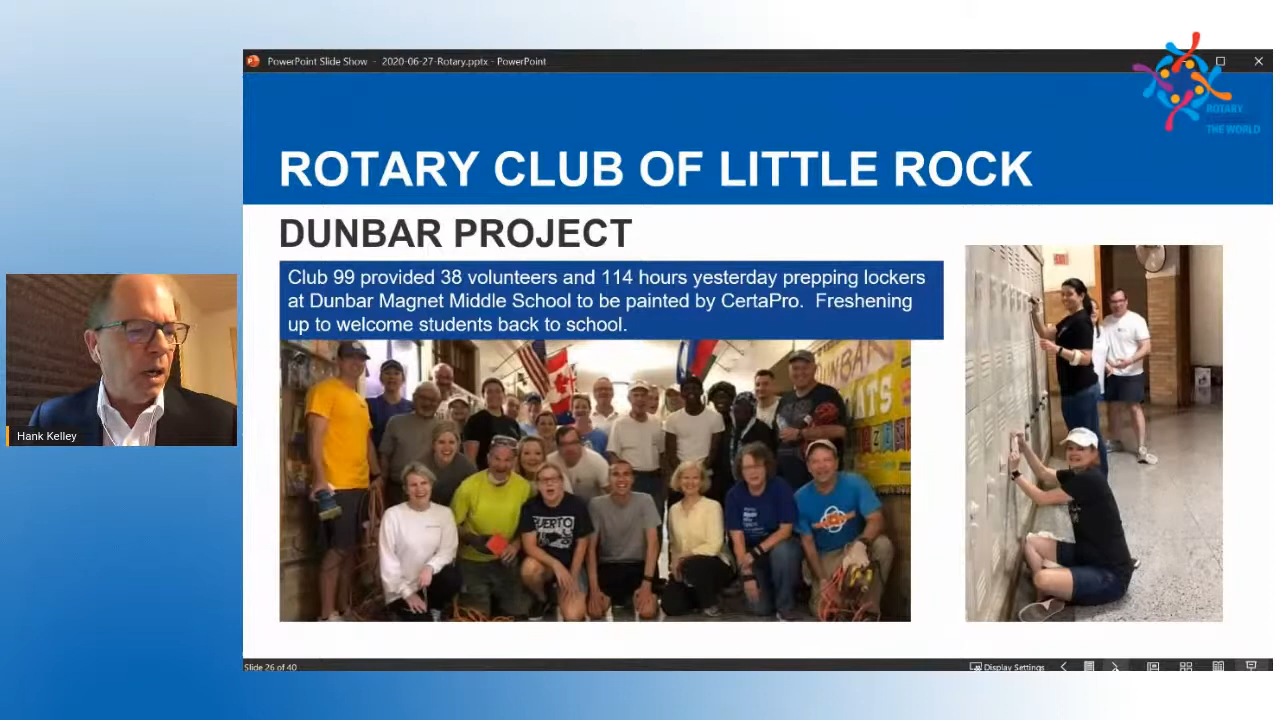 PowerPoint Slide Show - 2020-06-27-Rotary.pptx - PowerPoint
ROTARY
THE WORLD
ROTARY CLUB OF LITTLE ROCK
DUNBAR PROJECT
Club 99 provided 38 volunteers and 114 hours yesterday prepping lockers
at Dunbar Magnet Middle School to be painted by CertaPro. Freshening
up to welcome students back to school.
DUNBAR
PUERTO
Hank Kelley
Slide 26 of 40
Display Settings